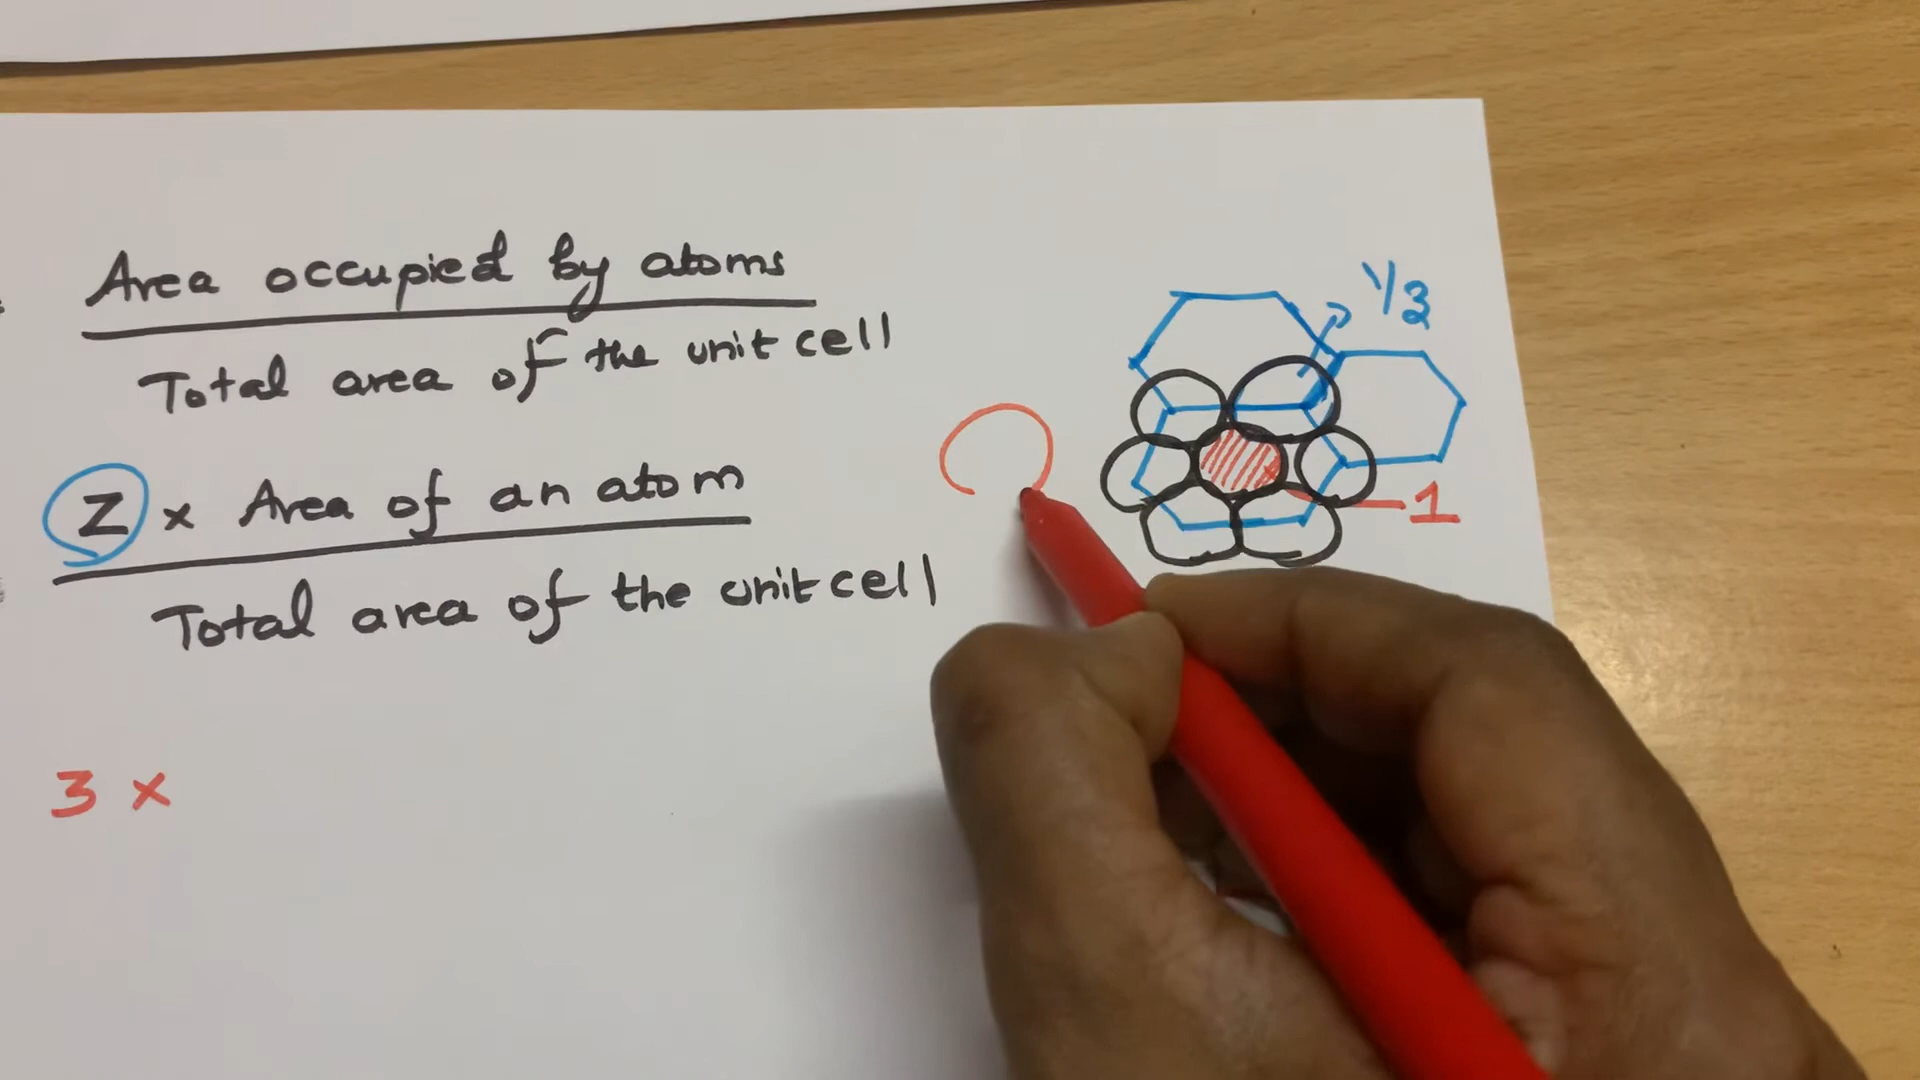 Area occupied by atoms
Total area of the unit cell
Z × Area of an atom
Total area of the unit cell
3 ×
1/3
1